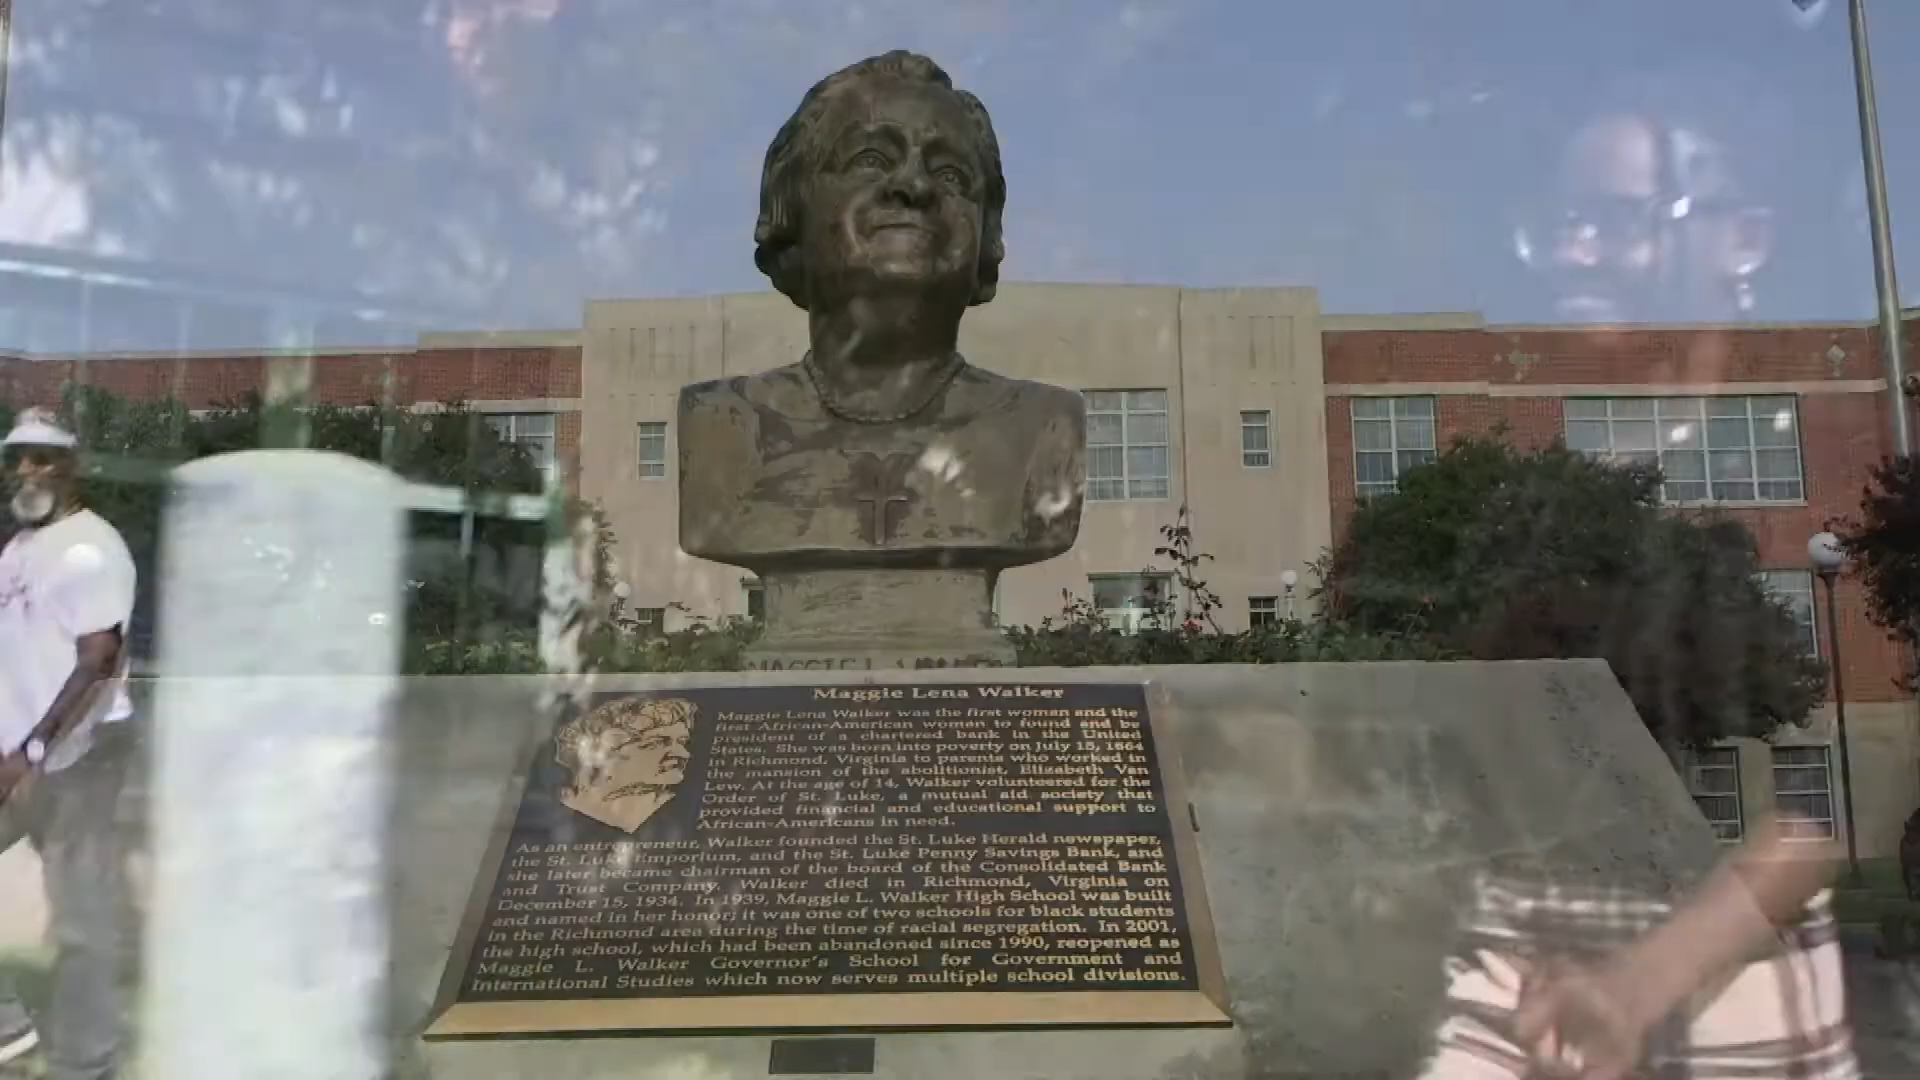 MAGGIE L. WALKER
Maggie Lena Walker
Maggie Lena Walker was the first woman and the
first African-American woman to found and be
president of a chartered bank in the United
States. She was born into poverty on July 15, 1864
in Richmond, Virginia to parents who worked in
the mansion of the abolitionist, Elizabeth Van
Lew. At the age of 14, Walker volunteered for the
Order of St. Luke, a mutual aid society that
provided financial and educational support to
African-Americans in need.
As an entrepreneur, Walker founded the St. Luke Herald newspaper,
the St. Luke Emporium, and the St. Luke Penny Savings Bank, and
she later became chairman of the board of the Consolidated Bank
and Trust Company. Walker died in Richmond, Virginia on
December 15, 1934. In 1939, Maggie L. Walker High School was built
and named in her honor; it was one of two schools for black students
in the Richmond area during the time of racial segregation. In 2001,
the high school, which had been abandoned since 1990, reopened as
Maggie L. Walker Governor's School for Government and
International Studies which now serves multiple school divisions.